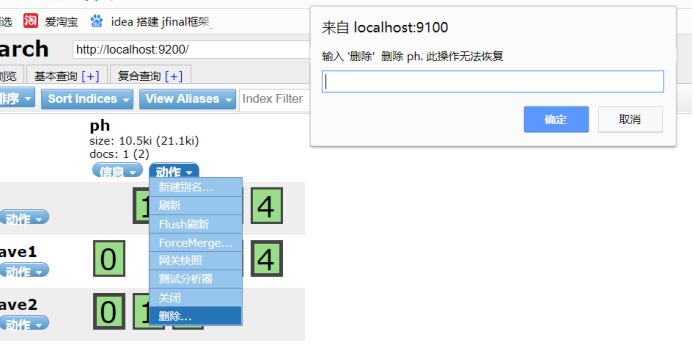 选
爱淘宝
idea 搭建 jfinal框架_
arch
http://localhost:9200/
浏览
基本查询 [+]
复合查询 [+]
排序
Sort Indices
View Aliases
Index Filter
来自 localhost:9100
输入 '删除' 删除 ph. 此操作无法恢复
确定
取消
ph
size: 10.5ki (21.1ki)
docs: 1 (2)
信息
动作
新建别名...
刷新
Flush刷新
ForceMerge...
网关快照
测试分析器
关闭
删除...
动作
1
4
ave1
动作
0
4
ave2
动作
0
1
4